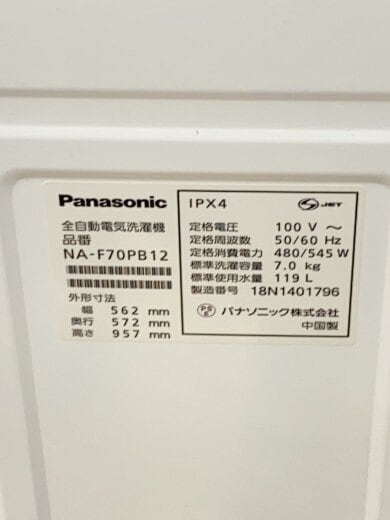 Panasonic
全自動電気洗濯機
品番
NA-F70PB12
外形寸法
幅 562 mm
奥行 572 mm
高さ 957 mm
IPX4
S JET
定格電圧 100 V ～
定格周波数 50/60 Hz
定格消費電力 480/545 W
標準洗濯容量 7.0 kg
標準使用水量 119 L
製造番号 18N1401796
PS E パナソニック株式会社
中国製